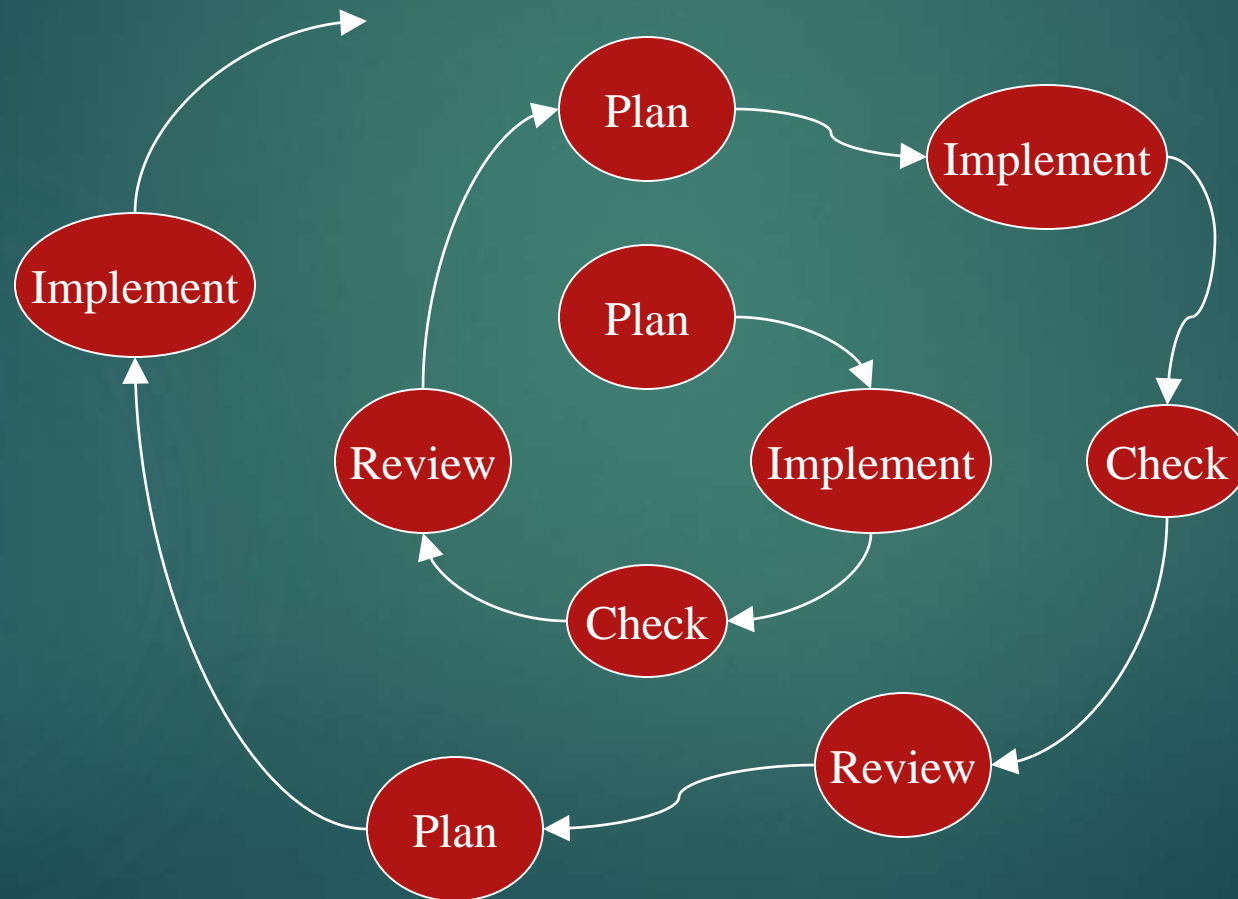 Plan
Implement
Check
Review
Plan
Implement
Check
Review
Plan
Implement